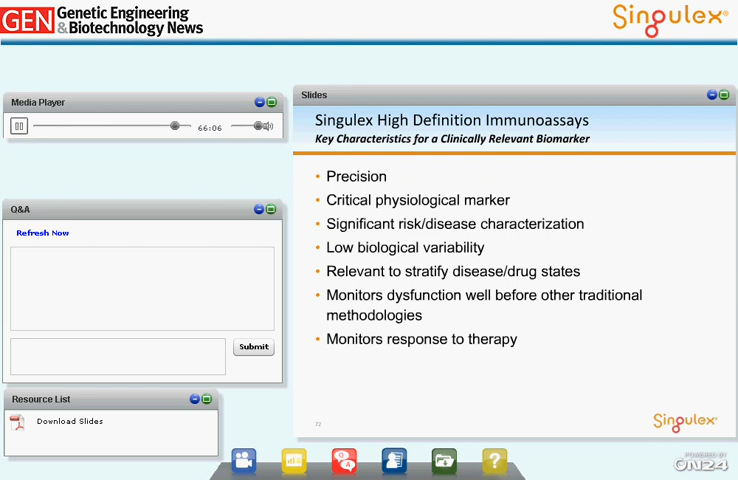 GEN Genetic Engineering
& Biotechnology News
Singulex®
Media Player
66:06
Q&A
Refresh Now
Submit
Resource List
Download Slides
Slides
Singulex High Definition Immunoassays
Key Characteristics for a Clinically Relevant Biomarker
• Precision
• Critical physiological marker
• Significant risk/disease characterization
• Low biological variability
• Relevant to stratify disease/drug states
• Monitors dysfunction well before other traditional
methodologies
• Monitors response to therapy
Singulex®
Q
A
?
POWERED BY
ON24